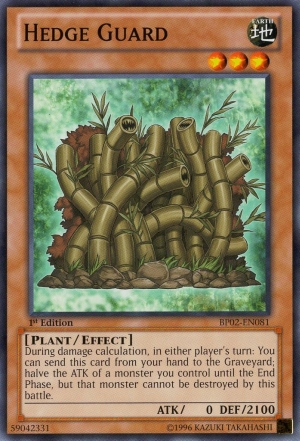 HEDGE GUARD
EARTH
地
1st Edition
BP02-EN081
[PLANT/EFFECT]
During damage calculation, in either player's turn: You
can send this card from your hand to the Graveyard;
halve the ATK of a monster you control until the End
Phase, but that monster cannot be destroyed by this
battle.
ATK/ 0 DEF/2100
59042331
©1996 KAZUKI TAKAHASHI